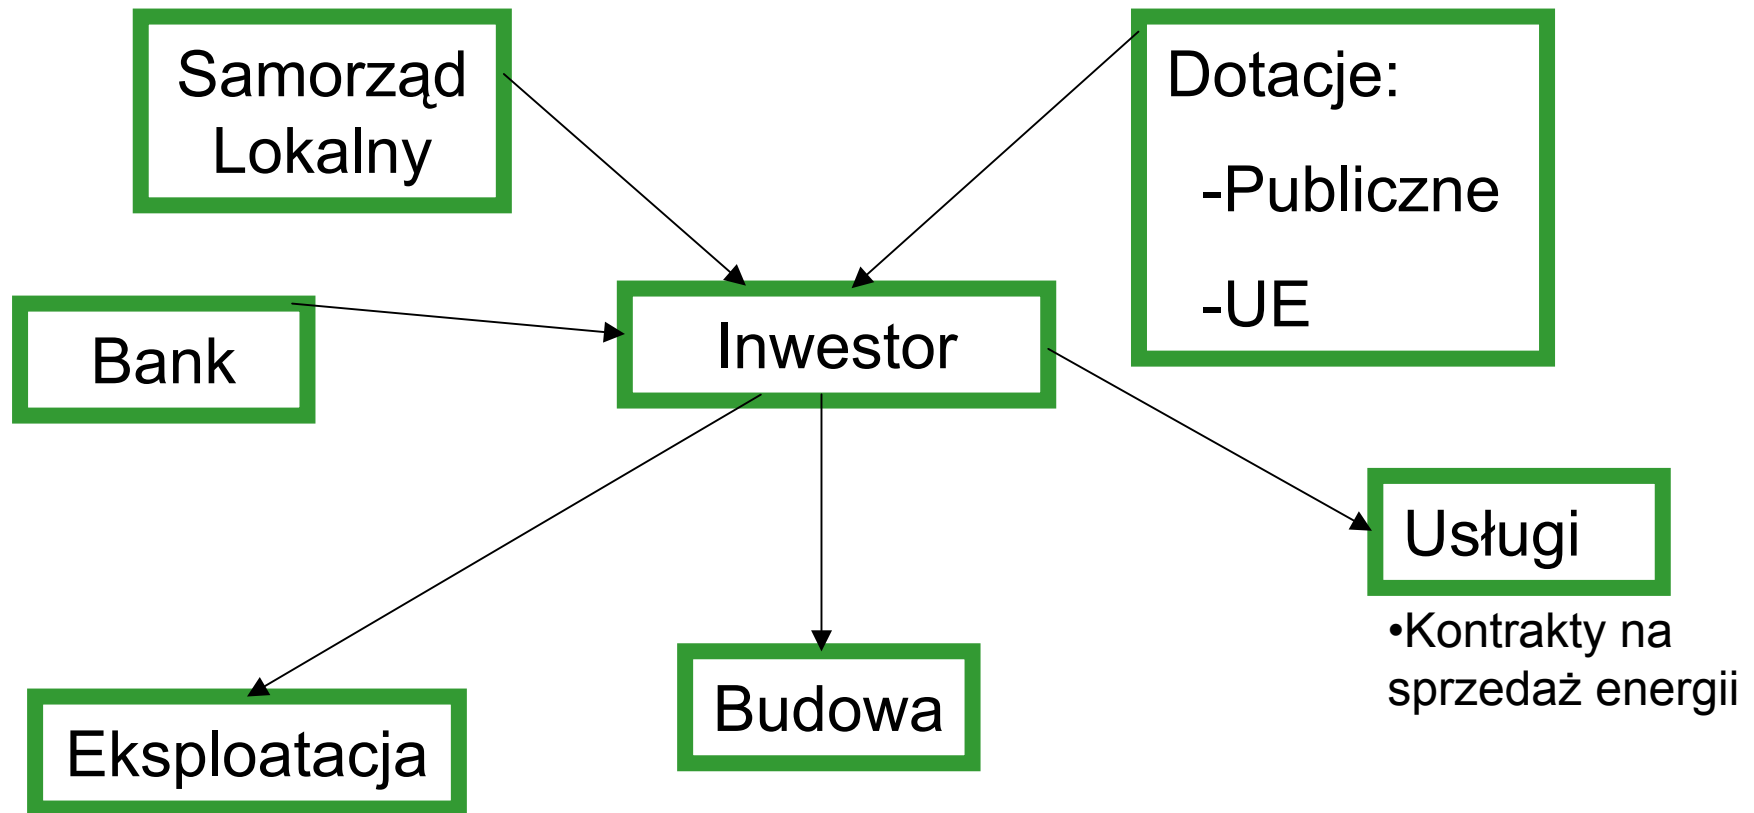 Samorząd
Lokalny
Dotacje:
-Publiczne
-UE
Bank
Inwestor
Usługi
•Kontrakty na
sprzedaż energii
Budowa
Eksploatacja